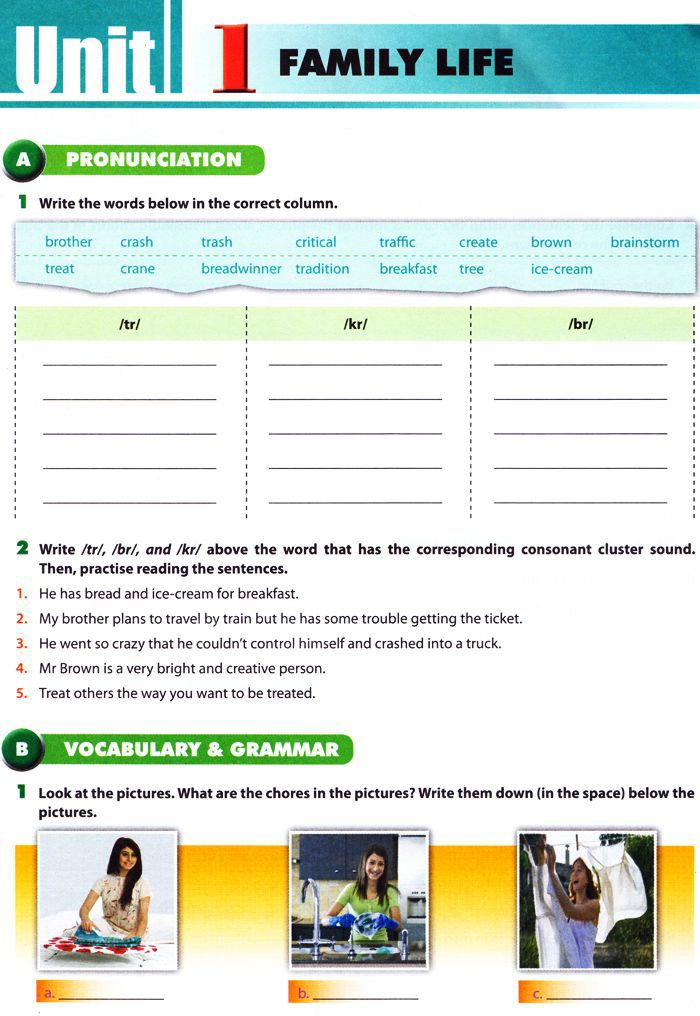 Unit 1 FAMILY LIFE
A PRONUNCIATION
1 Write the words below in the correct column.
brother crash trash critical traffic create brown brainstorm
treat crane breadwinner tradition breakfast tree ice-cream
/tr/ /kr/ /br/
2 Write /tr/, /br/, and /kr/ above the word that has the corresponding consonant cluster sound.
Then, practise reading the sentences.
1. He has bread and ice-cream for breakfast.
2. My brother plans to travel by train but he has some trouble getting the ticket.
3. He went so crazy that he couldn't control himself and crashed into a truck.
4. Mr Brown is a very bright and creative person.
5. Treat others the way you want to be treated.
B VOCABULARY & GRAMMAR
1 Look at the pictures. What are the chores in the pictures? Write them down (in the space) below the
pictures.
a. b. c.